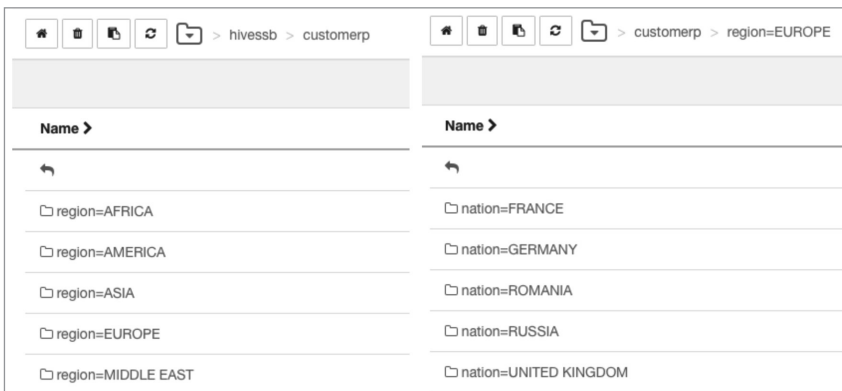 > hivessb > customerp
Name >
region=AFRICA
region=AMERICA
region=ASIA
region=EUROPE
region=MIDDLE EAST
> customerp > region=EUROPE
Name >
nation=FRANCE
nation=GERMANY
nation=ROMANIA
nation=RUSSIA
nation=UNITED KINGDOM